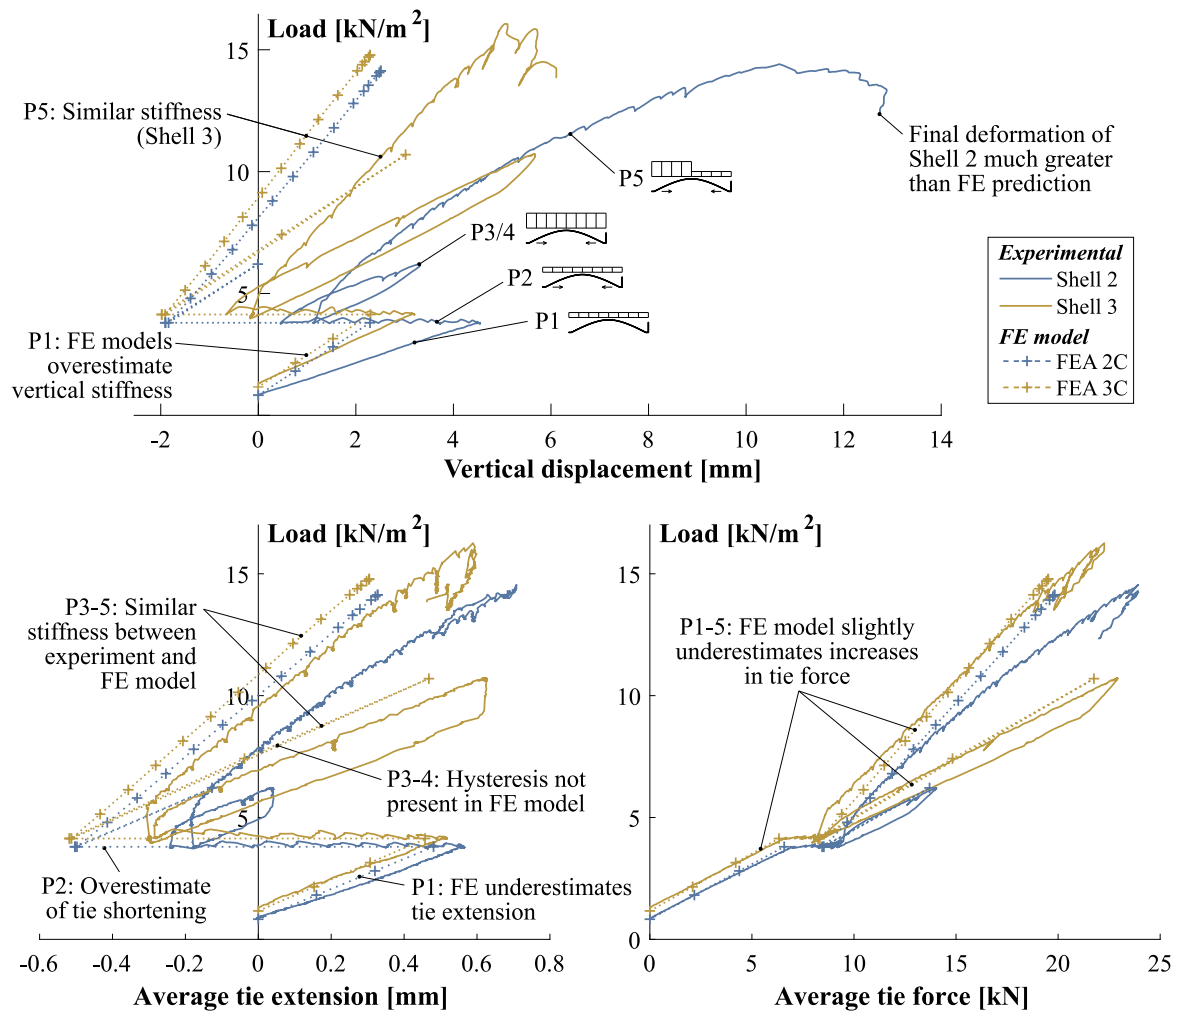 Load [kN/m²]
15
10
5
P5: Similar stiffness
(Shell 3)
P1: FE models
overestimate
vertical stiffness
P5
P3/4
P2
P1
Final deformation of
Shell 2 much greater
than FE prediction
Experimental
Shell 2
Shell 3
FE model
FEA 2C
FEA 3C
-2 0 2 4 6 8 10 12 14
Vertical displacement [mm]
Load [kN/m²]
15
10
5
P3-5: Similar
stiffness between
experiment and
FE model
P3-4: Hysteresis not
present in FE model
P2: Overestimate
of tie shortening
P1: FE underestimates
tie extension
-0.6 -0.4 -0.2 0 0.2 0.4 0.6 0.8
Average tie extension [mm]
Load [kN/m²]
15
10
5
0
P1-5: FE model slightly
underestimates increases
in tie force
0 5 10 15 20 25
Average tie force [kN]